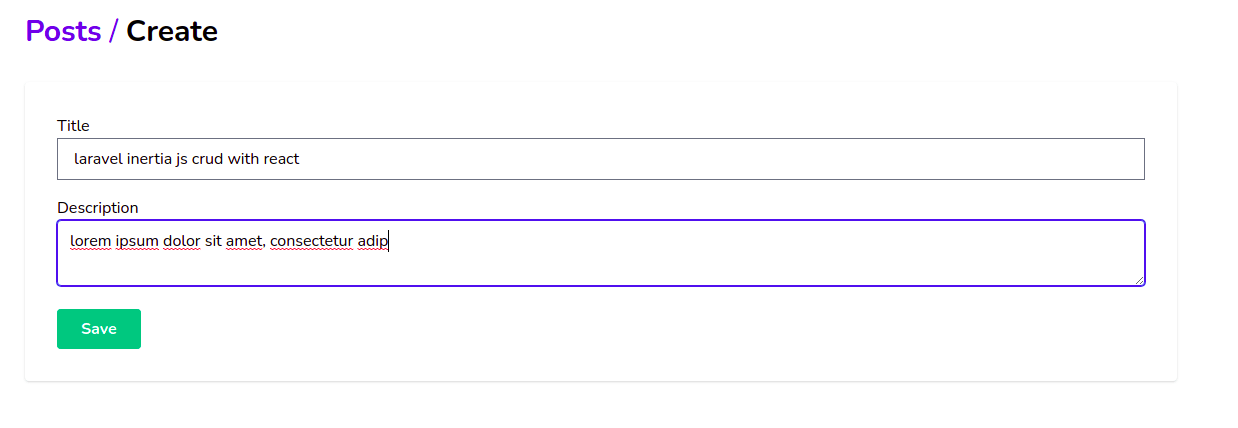 Posts / Create
Title
laravel inertia js crud with react
Description
lorem ipsum dolor sit amet, consectetur adip
Save